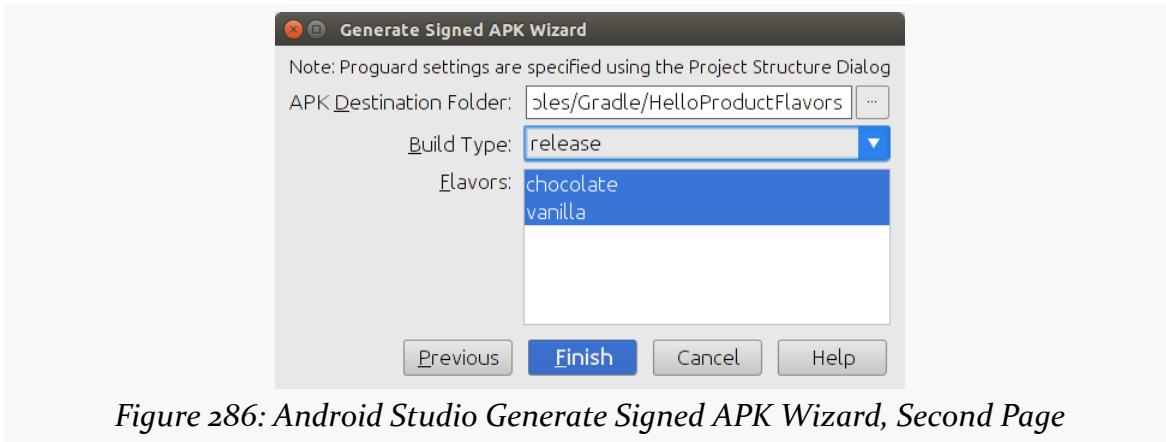 Generate Signed APK Wizard
Note: Proguard settings are specified using the Project Structure Dialog
APK Destination Folder: ples/Gradle/HelloProductFlavors ...
Build Type: release
Flavors: chocolate
vanilla
Previous Finish Cancel Help
Figure 286: Android Studio Generate Signed APK Wizard, Second Page